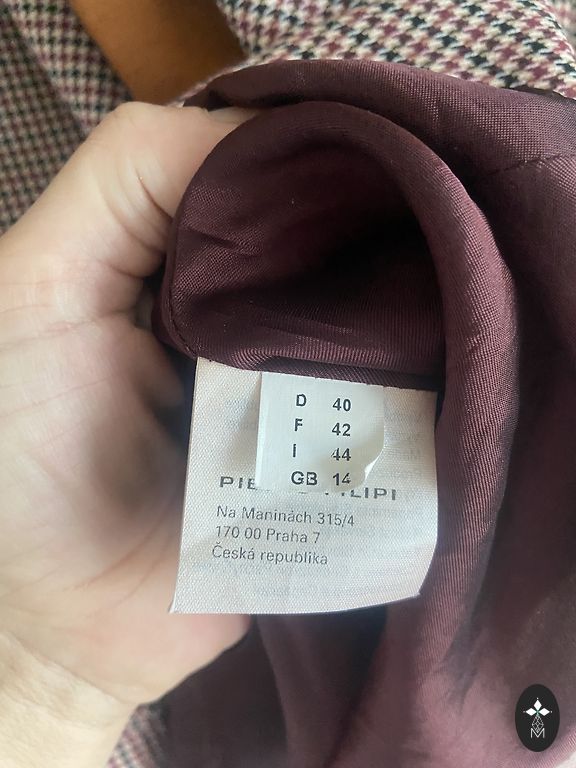 D 40
F 42
I 44
GB 14
Na Maninách 315/4
170 00 Praha 7
Česká republika